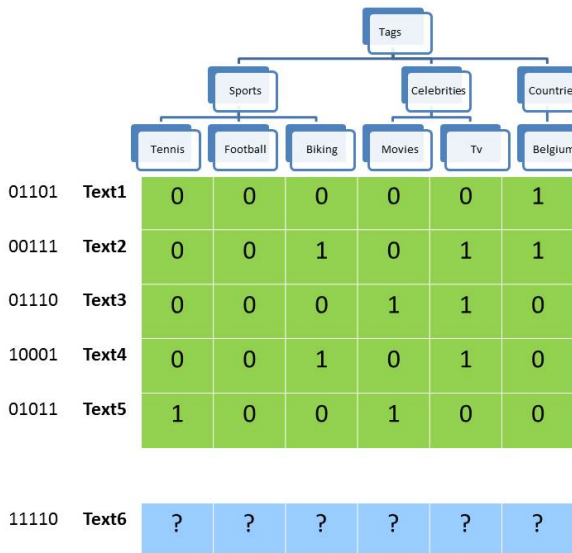 Tags
Sports Celebrities Countrie
Tennis Football Biking Movies Tv Belgium
01101 Text1 0 0 0 0 0 1
00111 Text2 0 0 1 0 1 1
01110 Text3 0 0 0 1 1 0
10001 Text4 0 0 1 0 1 0
01011 Text5 1 0 0 1 0 0
11110 Text6 ? ? ? ? ? ?